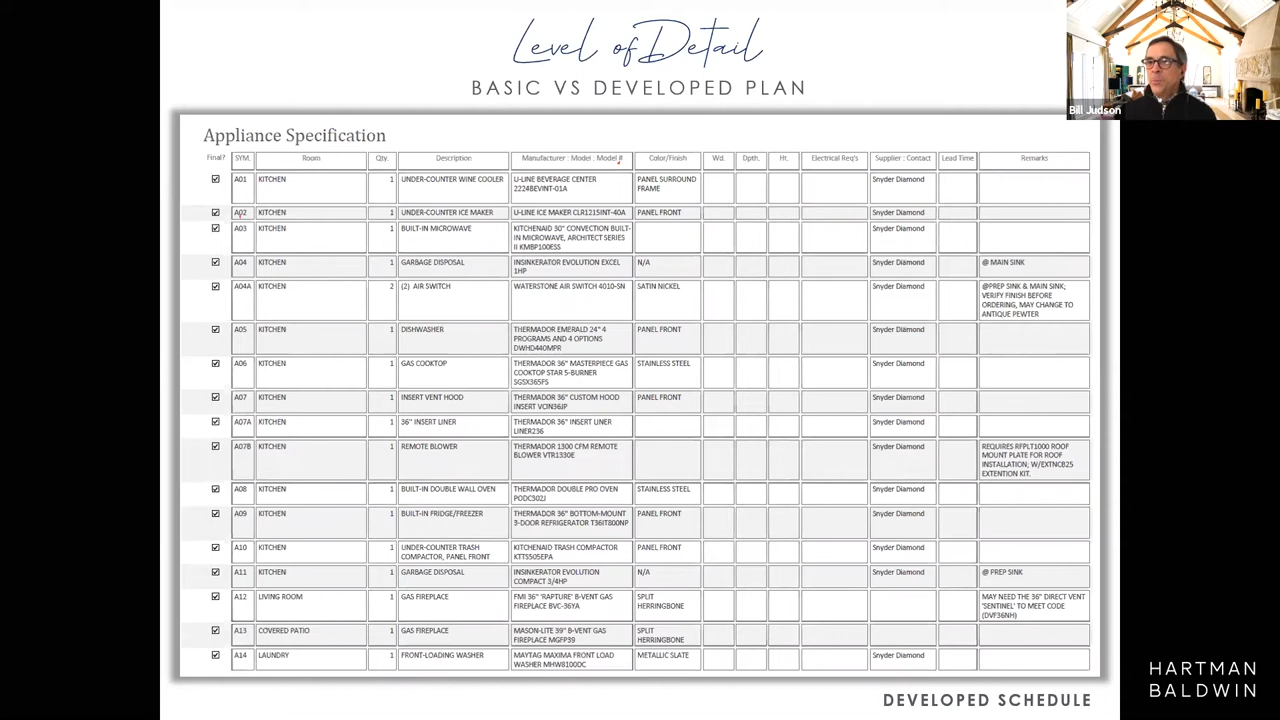 Level of Detail
BASIC VS DEVELOPED PLAN
Bill Judson
Appliance Specification
Final? SYM. Room Qty. Description Manufacturer : Model : Model # Color/Finish Wd. Dpth. Ht. Electrical Req's Supplier : Contact Lead Time Remarks
A01 KITCHEN 1 UNDER-COUNTER WINE COOLER U-LINE BEVERAGE CENTER PANEL SURROUND Snyder Diamond
2224BEVINT-01A FRAME
A02 KITCHEN 1 UNDER-COUNTER ICE MAKER U-LINE ICE MAKER CLR1215INT-40A PANEL FRONT Snyder Diamond
A03 KITCHEN 1 BUILT-IN MICROWAVE KITCHENAID 30" CONVECTION BUILT- Snyder Diamond
IN MICROWAVE, ARCHITECT SERIES
II KMBP100ESS
A04 KITCHEN 1 GARBAGE DISPOSAL INSINKERATOR EVOLUTION EXCEL N/A Snyder Diamond @ MAIN SINK
1HP
A04A KITCHEN 2 (2) AIR SWITCH WATERSTONE AIR SWITCH 4010-SN SATIN NICKEL Snyder Diamond @PREP SINK & MAIN SINK;
VERIFY FINISH BEFORE
ORDERING, MAY CHANGE TO
ANTIQUE PEWTER
A05 KITCHEN 1 DISHWASHER THERMADOR EMERALD 24" 4 PANEL FRONT Snyder Diamond
PROGRAMS AND 4 OPTIONS
DWHD440MPR
A06 KITCHEN 1 GAS COOKTOP THERMADOR 36" MASTERPIECE GAS STAINLESS STEEL Snyder Diamond
COOKTOP STAR 5-BURNER
SGSX365FS
A07 KITCHEN 1 INSERT VENT HOOD THERMADOR 36" CUSTOM HOOD PANEL FRONT Snyder Diamond
INSERT VCIN36JP
A07A KITCHEN 1 36" INSERT LINER THERMADOR 36" INSERT LINER Snyder Diamond
LINER236
A07B KITCHEN 1 REMOTE BLOWER THERMADOR 1300 CFM REMOTE Snyder Diamond REQUIRES RFPLT1000 ROOF
BLOWER VTR1330E MOUNT PLATE FOR ROOF
INSTALLATION; W/EXTNCB25
EXTENTION KIT.
A08 KITCHEN 1 BUILT-IN DOUBLE WALL OVEN THERMADOR DOUBLE PRO OVEN STAINLESS STEEL Snyder Diamond
PODC302J
A09 KITCHEN 1 BUILT-IN FRIDGE/FREEZER THERMADOR 36" BOTTOM-MOUNT PANEL FRONT Snyder Diamond
3-DOOR REFRIGERATOR T36IT800NP
A10 KITCHEN 1 UNDER-COUNTER TRASH KITCHENAID TRASH COMPACTOR PANEL FRONT Snyder Diamond
COMPACTOR, PANEL FRONT KTTS505EPA
A11 KITCHEN 1 GARBAGE DISPOSAL INSINKERATOR EVOLUTION N/A Snyder Diamond @ PREP SINK
COMPACT 3/4HP
A12 LIVING ROOM 1 GAS FIREPLACE FMI 36" 'RAPTURE' B-VENT GAS SPLIT MAY NEED THE 36" DIRECT VENT
FIREPLACE BVC-36YA HERRINGBONE 'SENTINEL' TO MEET CODE
(DVF36NH)
A13 COVERED PATIO 1 GAS FIREPLACE MASON-LITE 39" B-VENT GAS SPLIT
FIREPLACE MGFP39 HERRINGBONE
A14 LAUNDRY 1 FRONT-LOADING WASHER MAYTAG MAXIMA FRONT LOAD METALLIC SLATE Snyder Diamond
WASHER MHW8100DC
DEVELOPED SCHEDULE
HARTMAN
BALDWIN